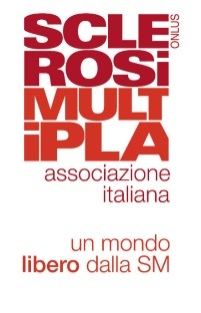 SCLE
ROSi
ONLUS
MULT
iPLA
associazione
italiana
un mondo
libero dalla SM